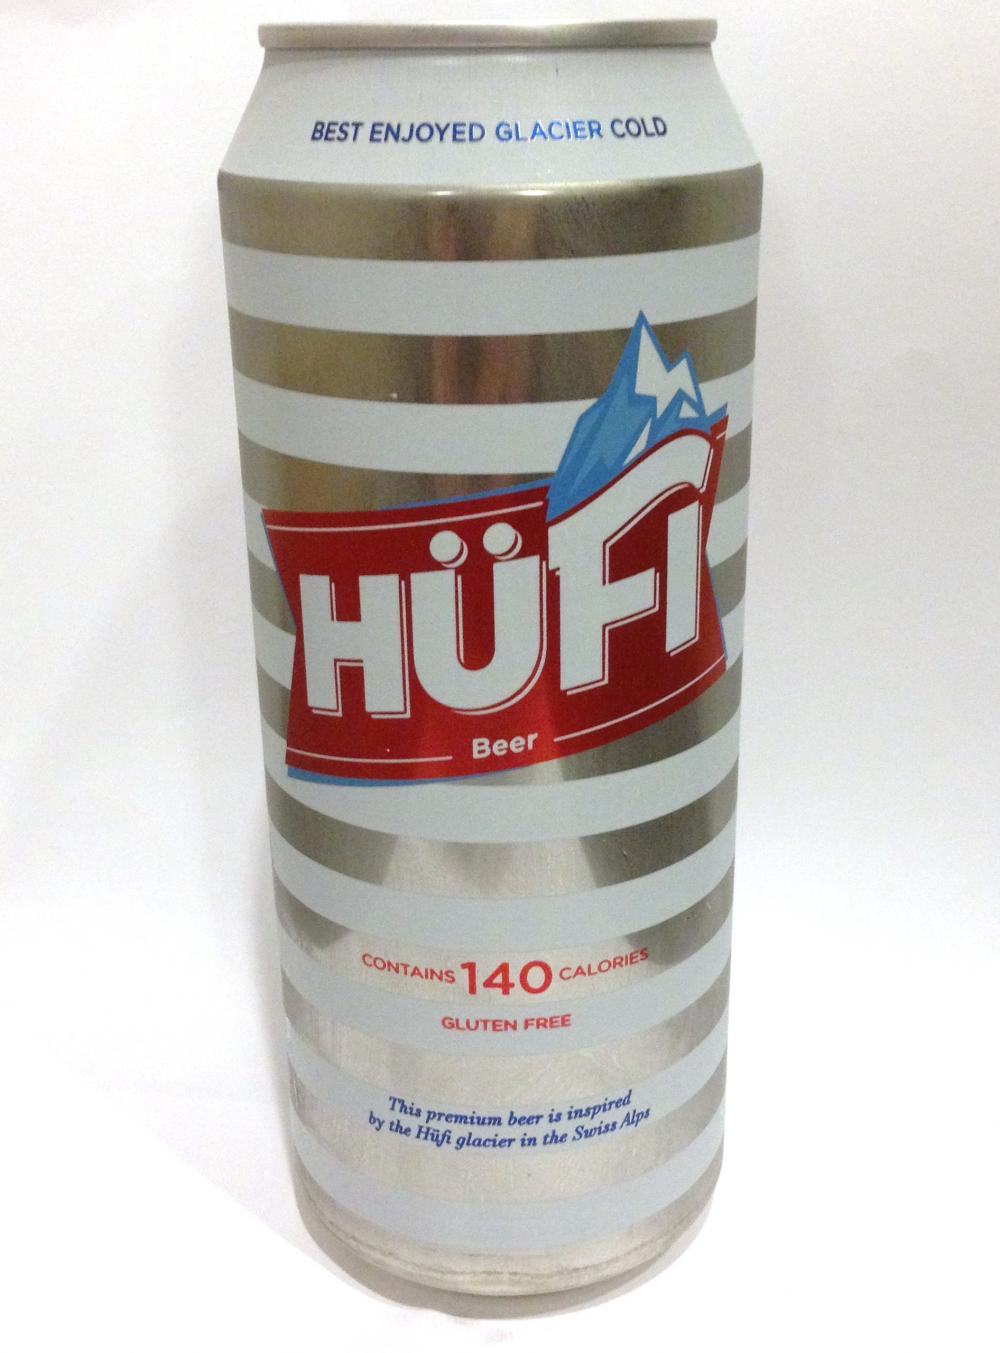 BEST ENJOYED GLACIER COLD
HÜFi
Beer
CONTAINS 140 CALORIES
GLUTEN FREE
This premium beer is inspired
by the Hüfi glacier in the Swiss Alps